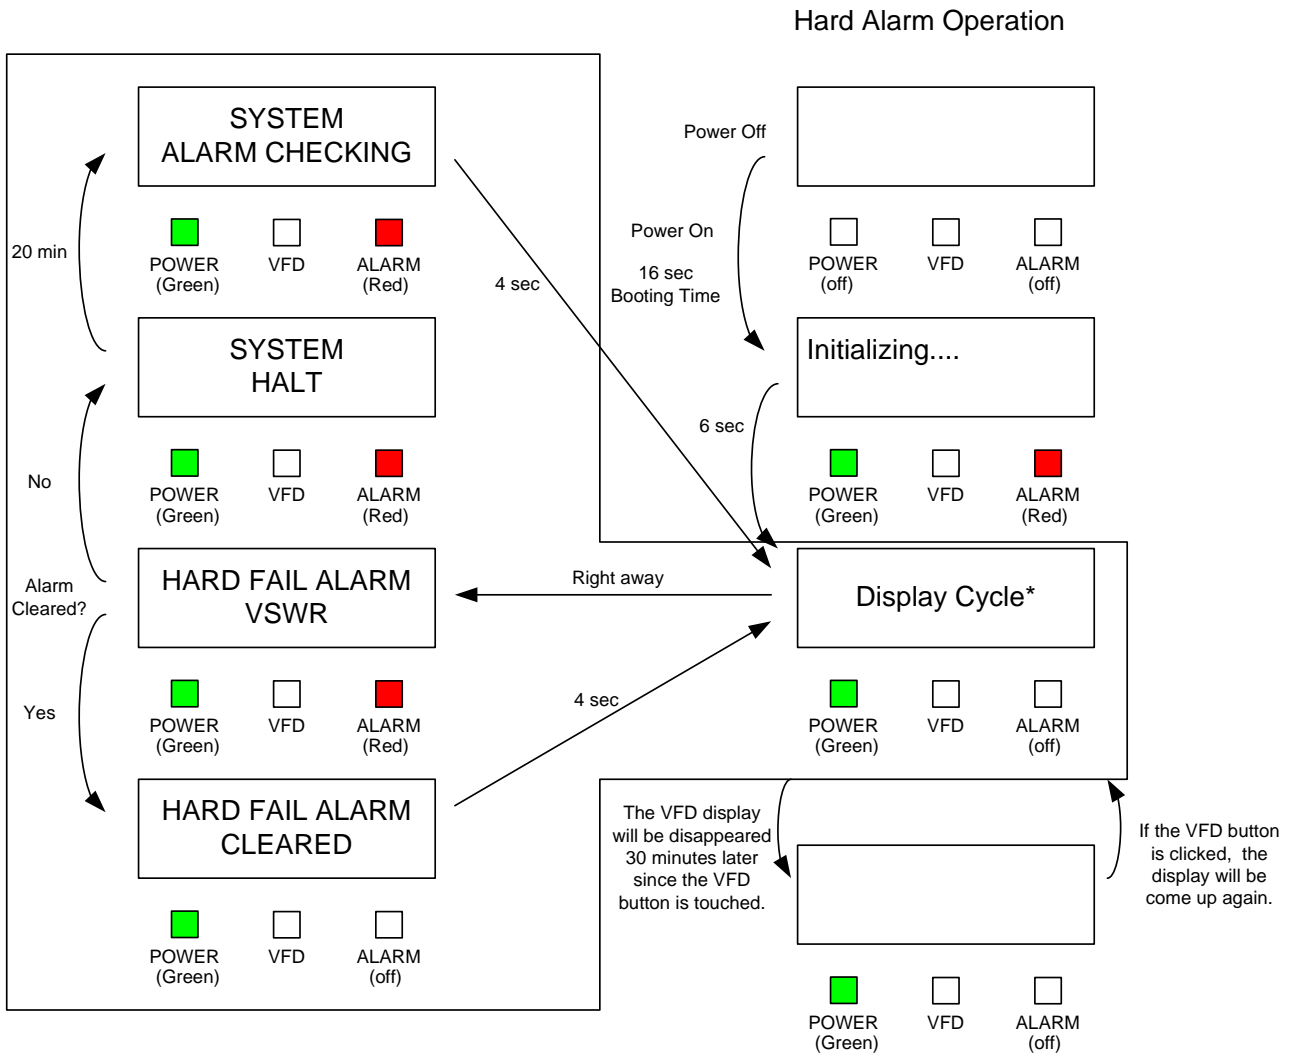 Hard Alarm Operation
SYSTEM
ALARM CHECKING
POWER
(Green)
VFD
ALARM
(Red)
20 min
4 sec
SYSTEM
HALT
POWER
(Green)
VFD
ALARM
(Red)
No
HARD FAIL ALARM
VSWR
Alarm
Cleared?
POWER
(Green)
VFD
ALARM
(Red)
Yes
HARD FAIL ALARM
CLEARED
POWER
(Green)
VFD
ALARM
(off)
Right away
4 sec
Power Off
Power On
16 sec
Booting Time
POWER
(off)
VFD
ALARM
(off)
Initializing....
6 sec
POWER
(Green)
VFD
ALARM
(Red)
Display Cycle*
POWER
(Green)
VFD
ALARM
(off)
The VFD display
will be disappeared
30 minutes later
since the VFD
button is touched.
If the VFD button
is clicked, the
display will be
come up again.
POWER
(Green)
VFD
ALARM
(off)